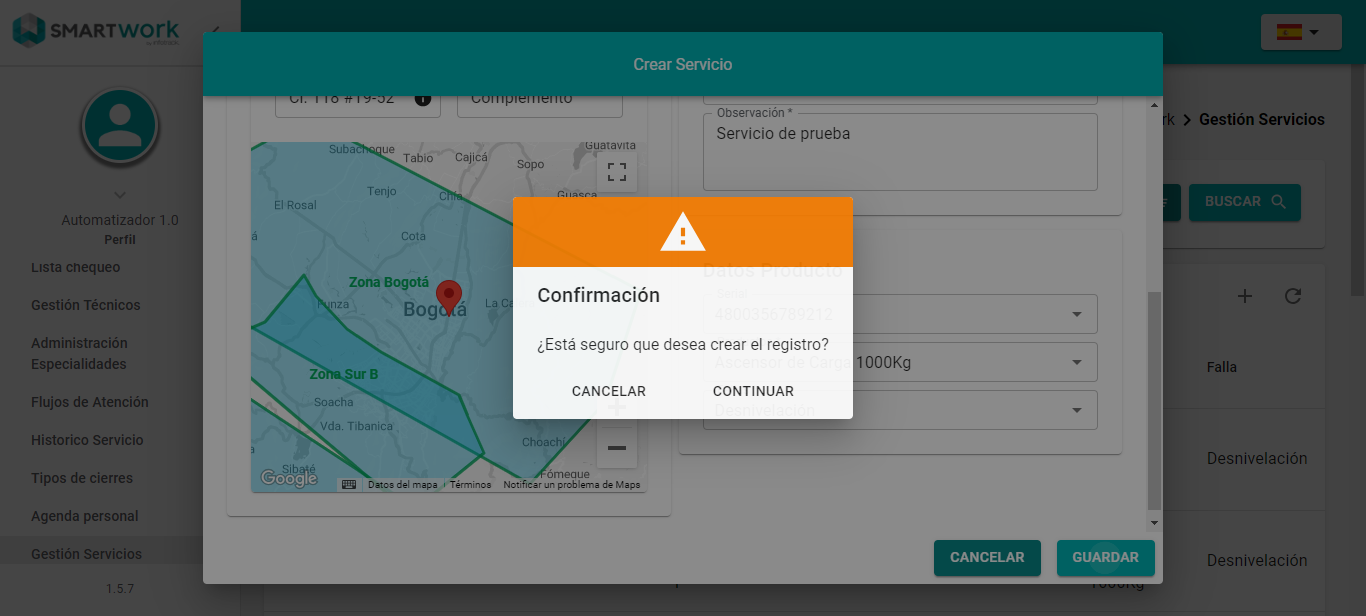 SMARTWORK
Crear Servicio
Cl. 118 #19-52
Complemento
Observación *
Servicio de prueba
rk > Gestión Servicios
BUSCAR
Automatizador 1.0
Perfil
Lista chequeo
Gestión Técnicos
Administración
Especialidades
Flujos de Atención
Historico Servicio
Tipos de cierres
Agenda personal
Gestión Servicios
1.5.7
Subachoque
Tabio
Cajicá
Sopo
Guatavita
Tenjo
Chía
Guasca
El Rosal
Cota
Zona Bogotá
Funza
Bogotá
La Ca
Zona Sur B
Soacha
Vda. Tibanica
Choachí
Sibaté
Fómeque
Google
Datos del mapa
Términos
Notificar un problema de Maps
Confirmación
¿Está seguro que desea crear el registro?
CANCELAR
CONTINUAR
Datos Producto
Serial
4800356789212
Ascensor de Carga 1000Kg
Desnivelación
CANCELAR
GUARDAR
Falla
Desnivelación
Desnivelación
1000Kg